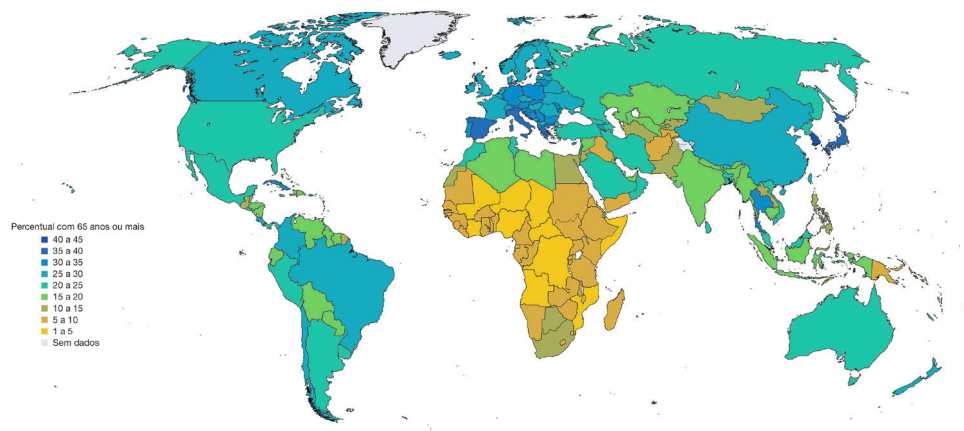 Percentual com 65 anos ou mais
40 a 45
35 a 40
30 a 35
25 a 30
20 a 25
15 a 20
10 a 15
5 a 10
1 a 5
Sem dados